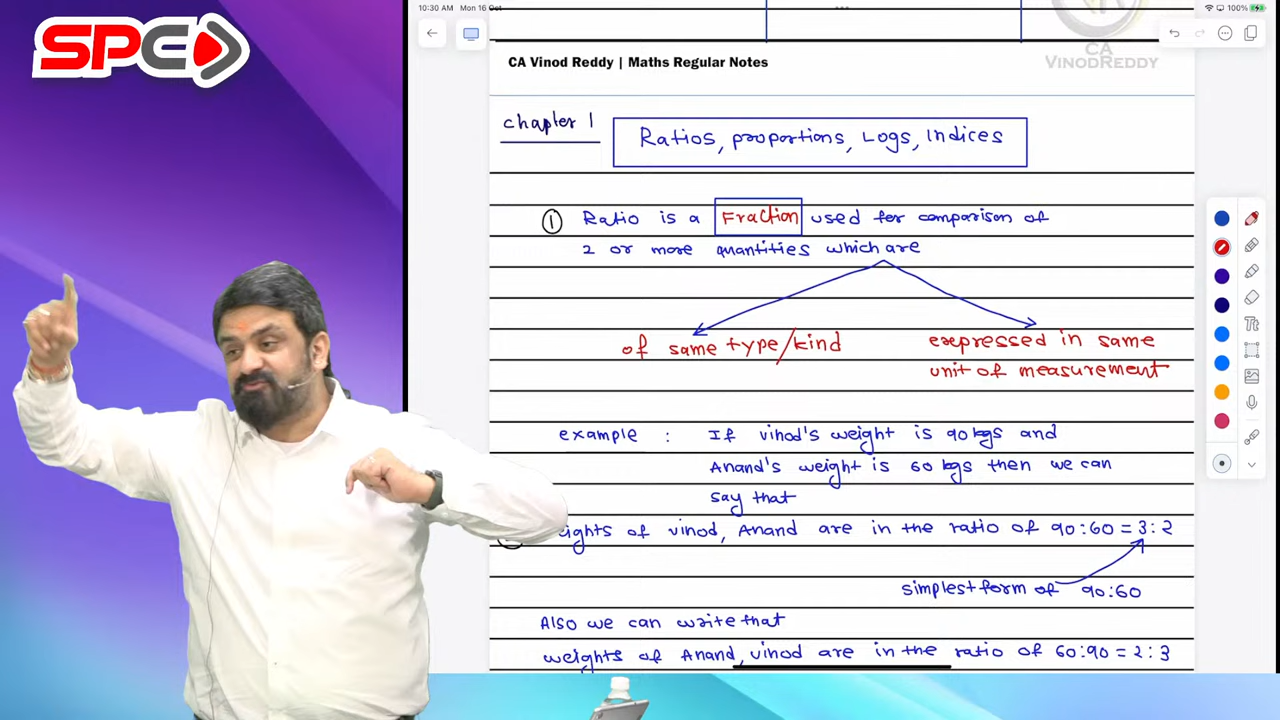 SPC
10:30 AM Mon 16 Oct
100%
CA
VINODREDDY
CA Vinod Reddy | Maths Regular Notes
chapter 1
Ratios, proportions, Logs, Indices
① Ratio is a Fraction used for comparison of
2 or more quantities which are
of same type/kind
expressed in same
unit of measurement
example : If vinod's weight is 90kgs and
Anand's weight is 60 kgs then we can
say that
ights of vinod, Anand are in the ratio of 90:60 = 3:2
simplest form of 90:60
Also we can write that
weights of Anand, vinod are in the ratio of 60:90 = 2:3
Tt